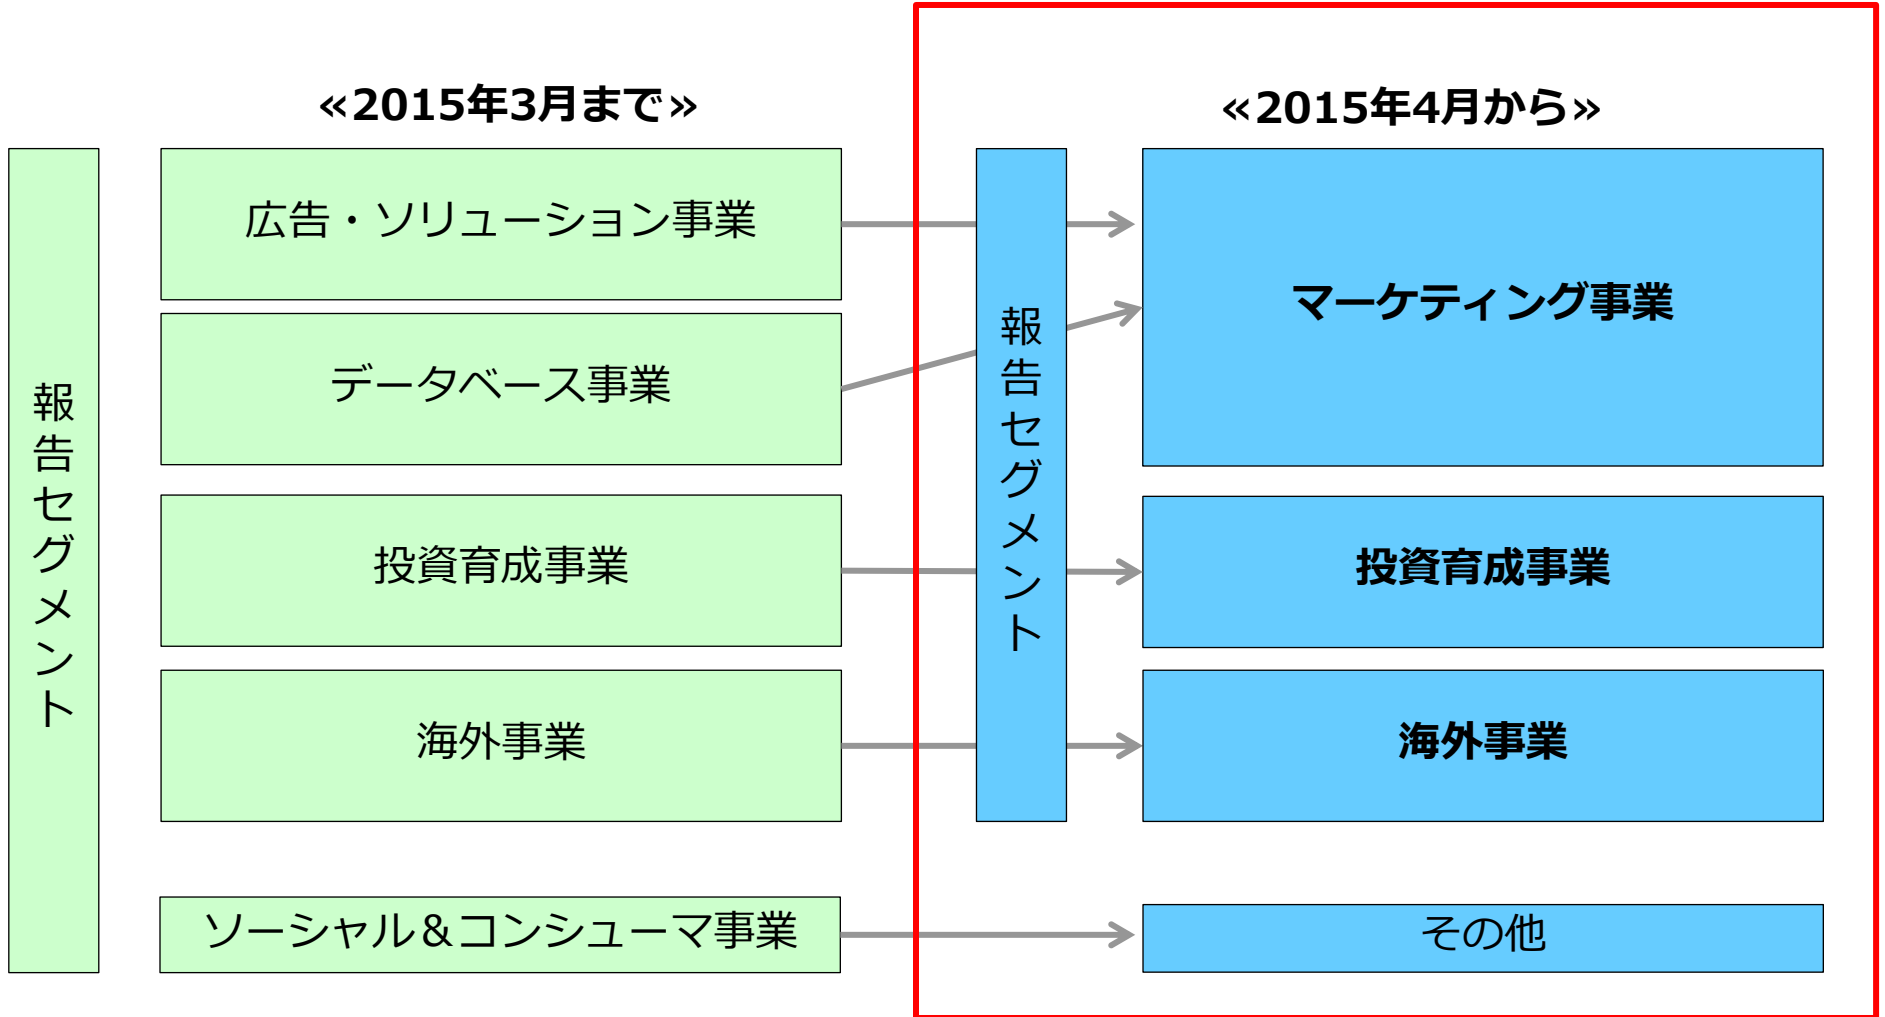 «2015年3月まで»
報告セグメント
広告・ソリューション事業
データベース事業
投資育成事業
海外事業
ソーシャル＆コンシューマ事業
«2015年4月から»
報告セグメント
マーケティング事業
投資育成事業
海外事業
その他